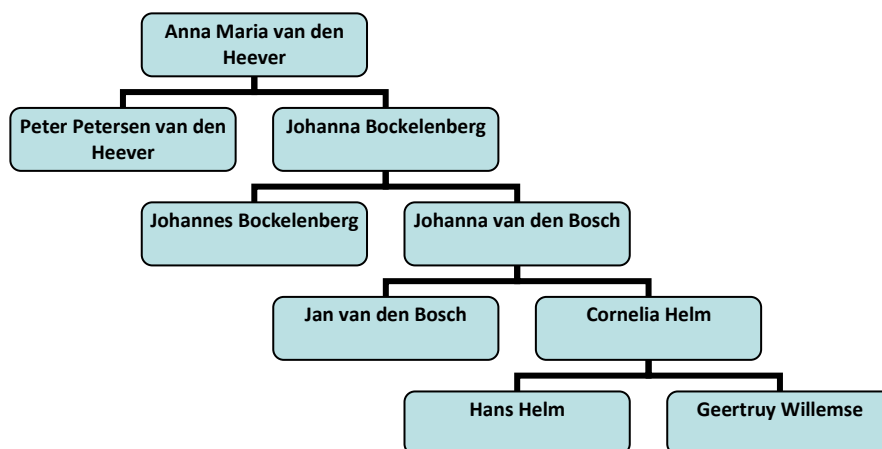 Anna Maria van den
Heever
Peter Petersen van den
Heever
Johanna Bockelenberg
Johannes Bockelenberg
Johanna van den Bosch
Jan van den Bosch
Cornelia Helm
Hans Helm
Geertruy Willemse